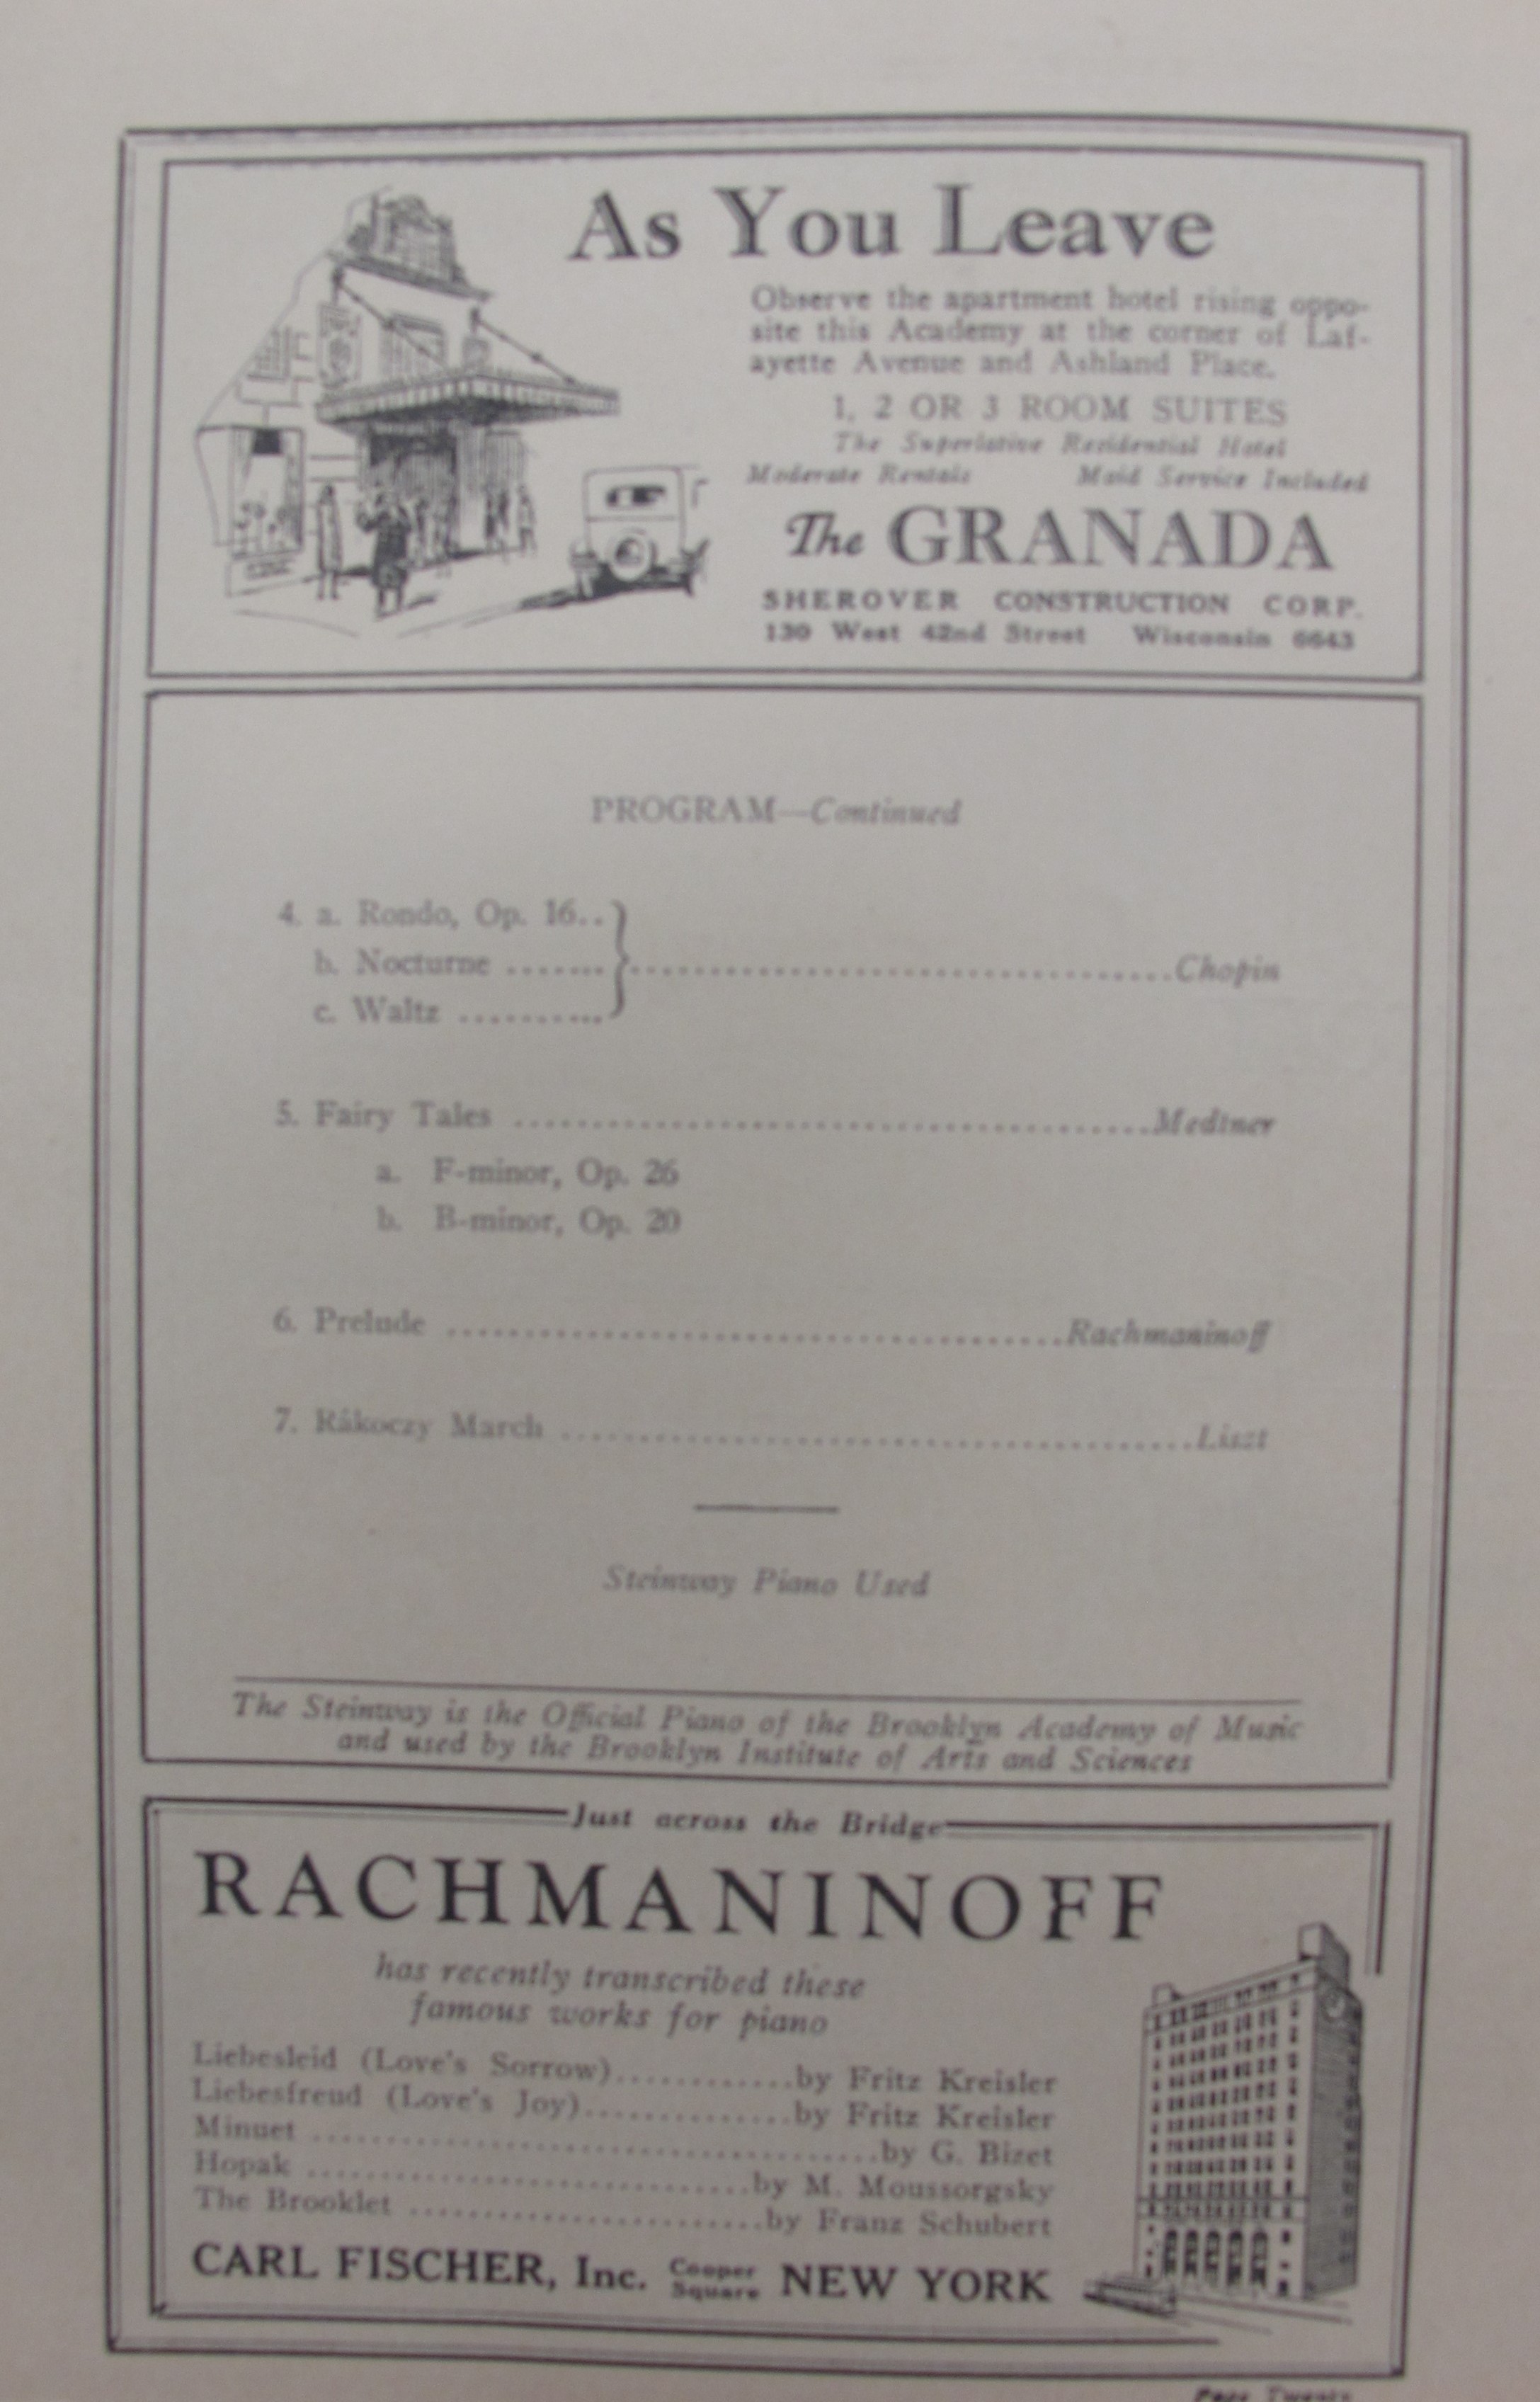 As You Leave
Observe the apartment hotel rising oppo-
site this Academy at the corner of Laf-
ayette Avenue and Ashland Place.
1, 2 OR 3 ROOM SUITES
The Superlative Residential Hotel
Moderate Rentals Maid Service Included
The GRANADA
SHEROVER CONSTRUCTION CORP.
130 West 42nd Street Wisconsin 6643
PROGRAM—Continued
4. a. Rondo, Op. 16..
b. Nocturne ....... ................................... Chopin
c. Waltz ..........
5. Fairy Tales .........................................Medtner
a. F-minor, Op. 26
b. B-minor, Op. 20
6. Prelude ........................................Rachmaninoff
7. Rákoczy March .........................................Liszt
Steinway Piano Used
The Steinway is the Official Piano of the Brooklyn Academy of Music
and used by the Brooklyn Institute of Arts and Sciences
Just across the Bridge
RACHMANINOFF
has recently transcribed these
famous works for piano
Liebesleid (Love's Sorrow)............by Fritz Kreisler
Liebesfreud (Love's Joy)..............by Fritz Kreisler
Minuet ......................................by G. Bizet
Hopak .............................by M. Moussorgsky
The Brooklet ........................by Franz Schubert
CARL FISCHER, Inc. Cooper Square NEW YORK
Page Twenty